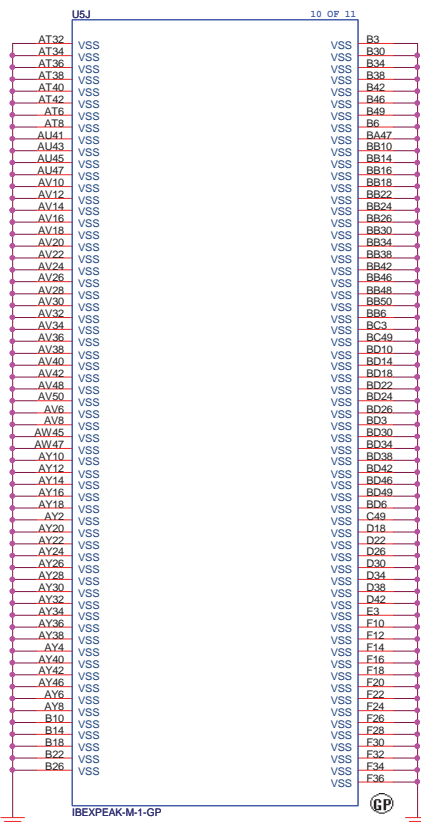 U5J 10 OF 11
AT32 VSS VSS B3
AT34 VSS VSS B30
AT36 VSS VSS B34
AT38 VSS VSS B38
AT40 VSS VSS B42
AT42 VSS VSS B46
AT6 VSS VSS B49
AT8 VSS VSS B6
AU41 VSS VSS BA47
AU43 VSS VSS BB10
AU45 VSS VSS BB14
AU47 VSS VSS BB16
AV10 VSS VSS BB18
AV12 VSS VSS BB22
AV14 VSS VSS BB24
AV16 VSS VSS BB26
AV18 VSS VSS BB30
AV20 VSS VSS BB34
AV22 VSS VSS BB38
AV24 VSS VSS BB42
AV26 VSS VSS BB46
AV28 VSS VSS BB48
AV30 VSS VSS BB50
AV32 VSS VSS BB6
AV34 VSS VSS BC3
AV36 VSS VSS BC49
AV38 VSS VSS BD10
AV40 VSS VSS BD14
AV42 VSS VSS BD18
AV48 VSS VSS BD22
AV50 VSS VSS BD24
AV6 VSS VSS BD26
AV8 VSS VSS BD3
AW45 VSS VSS BD30
AW47 VSS VSS BD34
AY10 VSS VSS BD38
AY12 VSS VSS BD42
AY14 VSS VSS BD46
AY16 VSS VSS BD49
AY18 VSS VSS BD6
AY2 VSS VSS C49
AY20 VSS VSS D18
AY22 VSS VSS D22
AY24 VSS VSS D26
AY26 VSS VSS D30
AY28 VSS VSS D34
AY30 VSS VSS D38
AY32 VSS VSS D42
AY34 VSS VSS E3
AY36 VSS VSS F10
AY38 VSS VSS F12
AY4 VSS VSS F14
AY40 VSS VSS F16
AY42 VSS VSS F18
AY46 VSS VSS F20
AY6 VSS VSS F22
AY8 VSS VSS F24
B10 VSS VSS F26
B14 VSS VSS F28
B18 VSS VSS F30
B22 VSS VSS F32
B26 VSS VSS F34
VSS F36
IBEXPEAK-M-1-GP GP